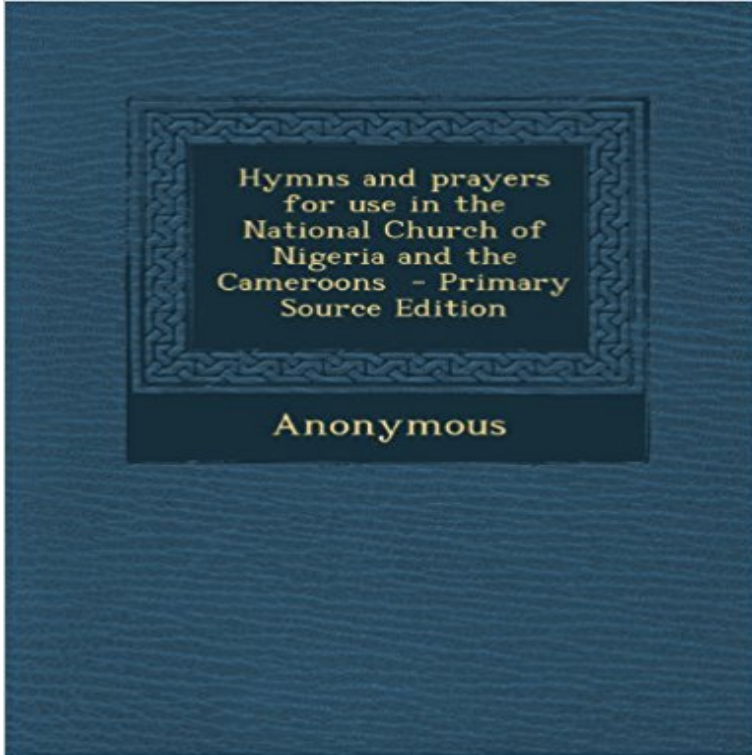 Hymns and prayers
for use in the
National Church of
Nigeria and the
Cameroons - Primary
Source Edition
Anonymous